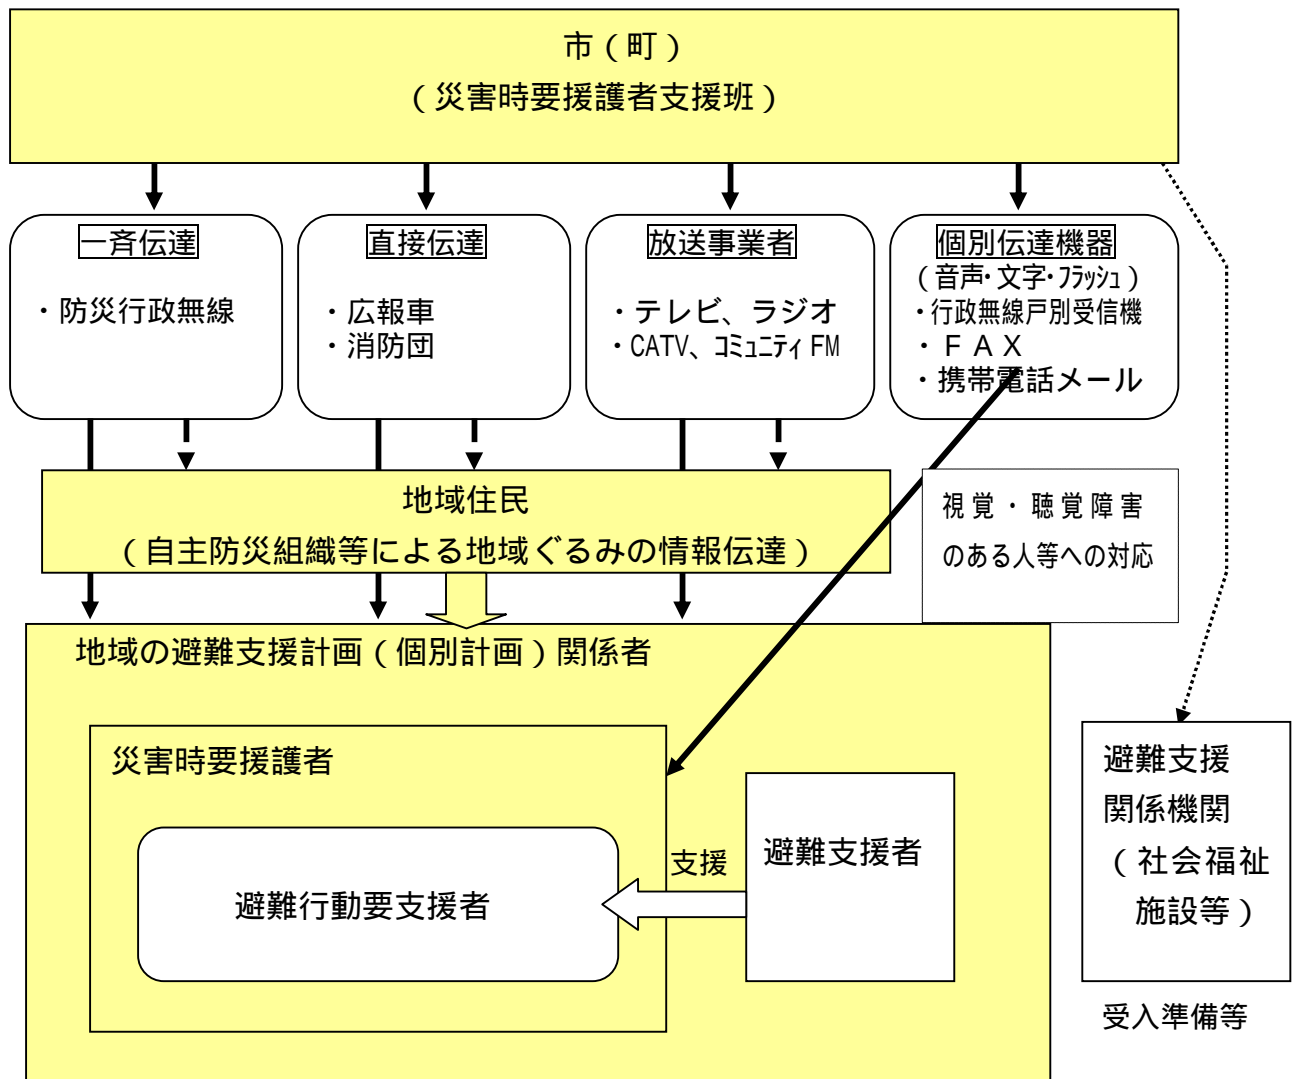 市（町）
（災害時要援護者支援班）
一斉伝達
・防災行政無線
直接伝達
・広報車
・消防団
放送事業者
・テレビ、ラジオ
・CATV、ｺﾐｭﾆﾃｨ FM
個別伝達機器
（音声・文字・ﾌﾗｯｼｭ）
・行政無線戸別受信機
・ＦＡＸ
・携帯電話メール
地域住民
（自主防災組織等による地域ぐるみの情報伝達）
視覚・聴覚障害
のある人等への対応
地域の避難支援計画（個別計画）関係者
災害時要援護者
避難行動要支援者
支援
避難支援者
避難支援
関係機関
（社会福祉
施設等）
受入準備等